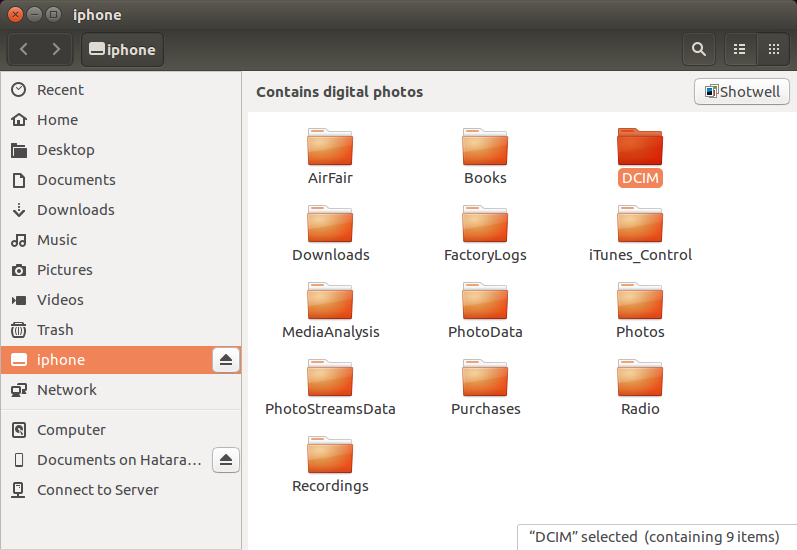 iphone
iphone
Recent
Home
Desktop
Documents
Downloads
Music
Pictures
Videos
Trash
iphone
Network
Computer
Documents on Hatara...
Connect to Server
Contains digital photos
Shotwell
AirFair
Books
DCIM
Downloads
FactoryLogs
iTunes_Control
MediaAnalysis
PhotoData
Photos
PhotoStreamsData
Purchases
Radio
Recordings
“DCIM” selected (containing 9 items)